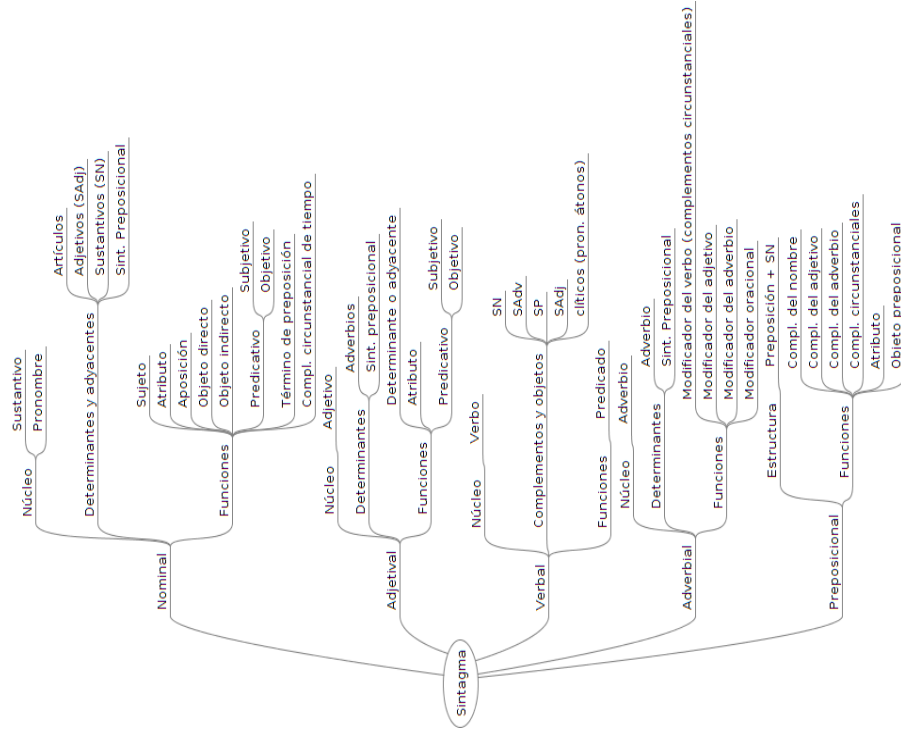 Sintagma
Nominal
Núcleo
Sustantivo
Pronombre
Determinantes y adyacentes
Artículos
Adjetivos (SAdj)
Sustantivos (SN)
Sint. Preposicional
Funciones
Sujeto
Atributo
Aposición
Objeto directo
Objeto indirecto
Predicativo
Subjetivo
Objetivo
Término de preposición
Compl. circunstancial de tiempo
Adjetival
Núcleo
Adjetivo
Determinantes
Adverbios
Sint. preposicional
Funciones
Determinante o adyacente
Atributo
Predicativo
Subjetivo
Objetivo
Verbal
Núcleo
Verbo
Complementos y objetos
SN
SAdv
SP
SAdj
clíticos (pron. átonos)
Funciones
Predicado
Adverbial
Núcleo
Adverbio
Determinantes
Adverbio
Sint. Preposicional
Funciones
Modificador del verbo (complementos circunstanciales)
Modificador del adjetivo
Modificador del adverbio
Modificador oracional
Preposicional
Estructura
Preposición + SN
Funciones
Compl. del nombre
Compl. del adjetivo
Compl. del adverbio
Compl. circunstanciales
Atributo
Objeto preposicional